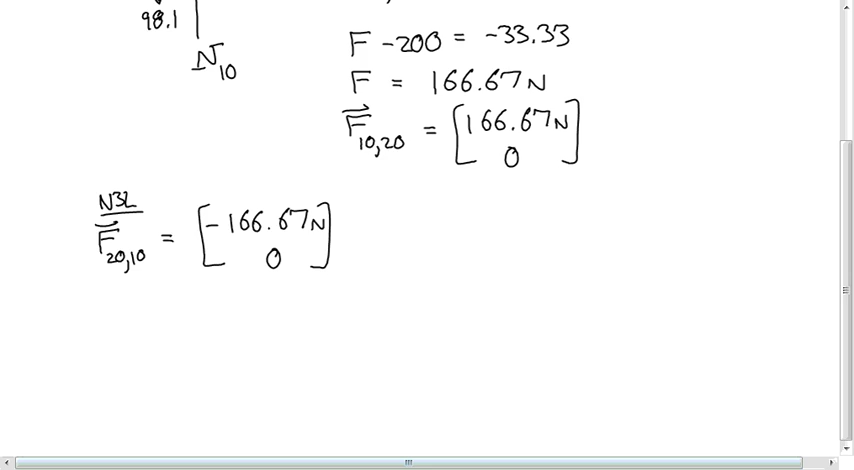 98.1
N10
F - 200 = -33.33
F = 166.67N
F10,20 = [166.67N
0]
N3L
F20,10 = [-166.67N
0]